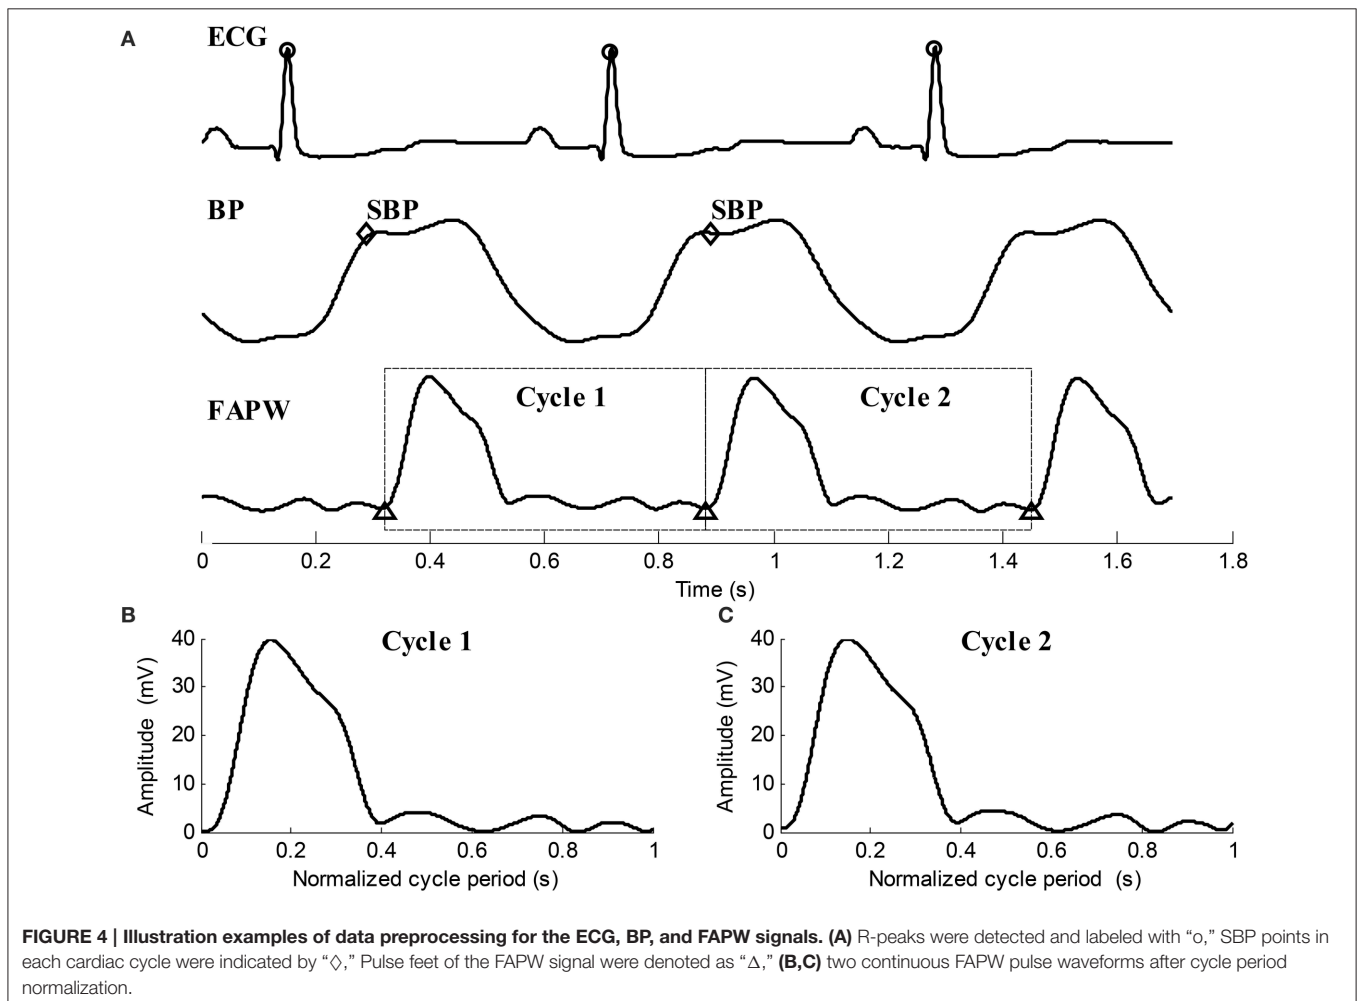 A
ECG
BP
SBP
SBP
FAPW
Cycle 1
Cycle 2
0 0.2 0.4 0.6 0.8 1 1.2 1.4 1.6 1.8
Time (s)
B
Cycle 1
40
30
20
10
0
Amplitude (mV)
0 0.2 0.4 0.6 0.8 1
Normalized cycle period (s)
C
Cycle 2
40
30
20
10
0
Amplitude (mV)
0 0.2 0.4 0.6 0.8 1
Normalized cycle period (s)
FIGURE 4 | Illustration examples of data preprocessing for the ECG, BP, and FAPW signals. (A) R-peaks were detected and labeled with “o,” SBP points in
each cardiac cycle were indicated by “◊,” Pulse feet of the FAPW signal were denoted as “Δ,” (B,C) two continuous FAPW pulse waveforms after cycle period
normalization.